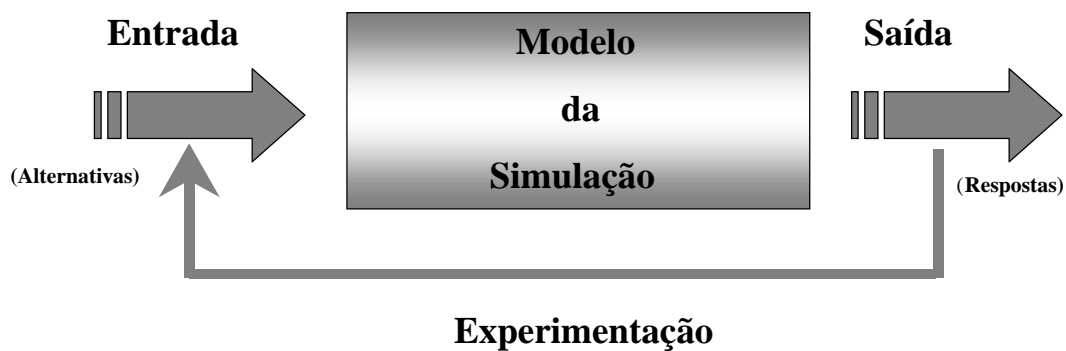 Entrada
Modelo
da
Simulação
Saída
(Alternativas)
(Respostas)
Experimentação